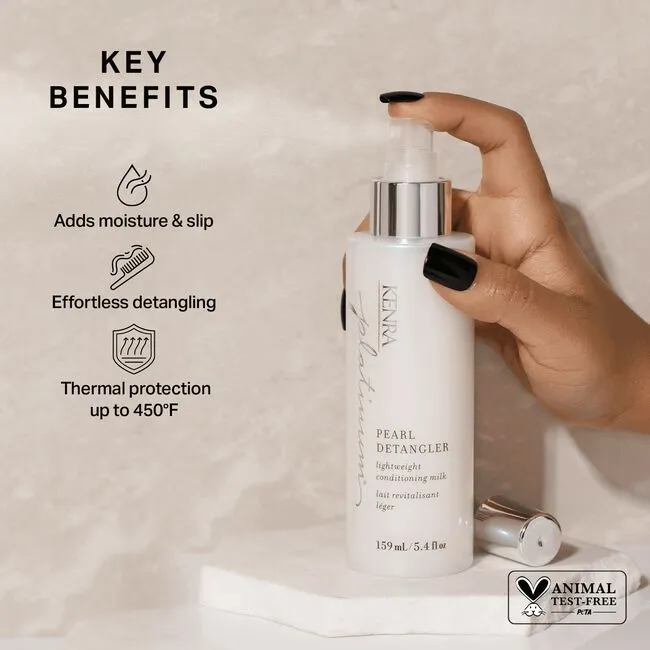 KEY
BENEFITS
Adds moisture & slip
Effortless detangling
Thermal protection
up to 450°F
KENRA
platinum
PEARL
DETANGLER
lightweight
conditioning milk
lait revitalisant
léger
159 mL/5.4 fl oz
ANIMAL
TEST-FREE
PETA